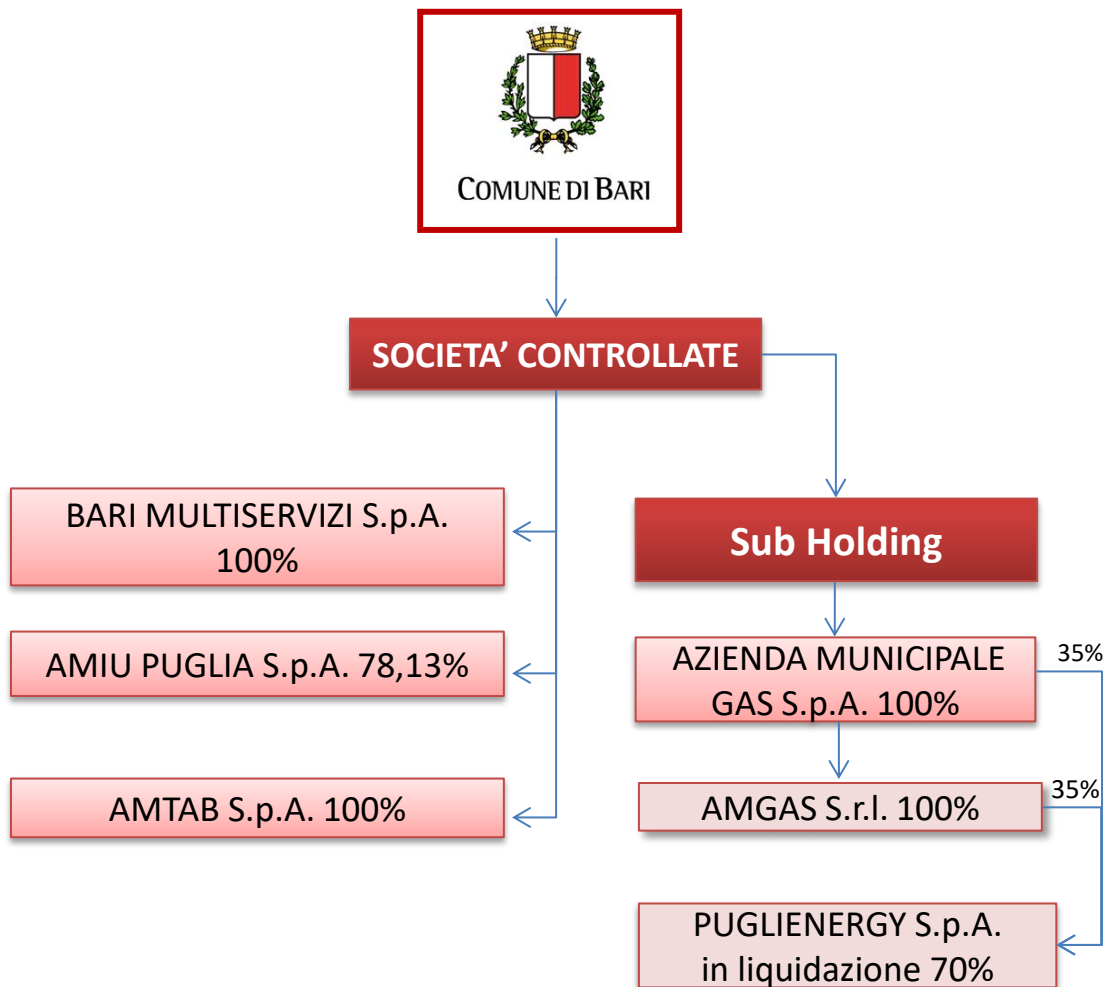 COMUNE DI BARI
SOCIETA’ CONTROLLATE
BARI MULTISERVIZI S.p.A.
100%
Sub Holding
AMIU PUGLIA S.p.A. 78,13%
AZIENDA MUNICIPALE
GAS S.p.A. 100%
35%
AMTAB S.p.A. 100%
AMGAS S.r.l. 100%
35%
PUGLIENERGY S.p.A.
in liquidazione 70%